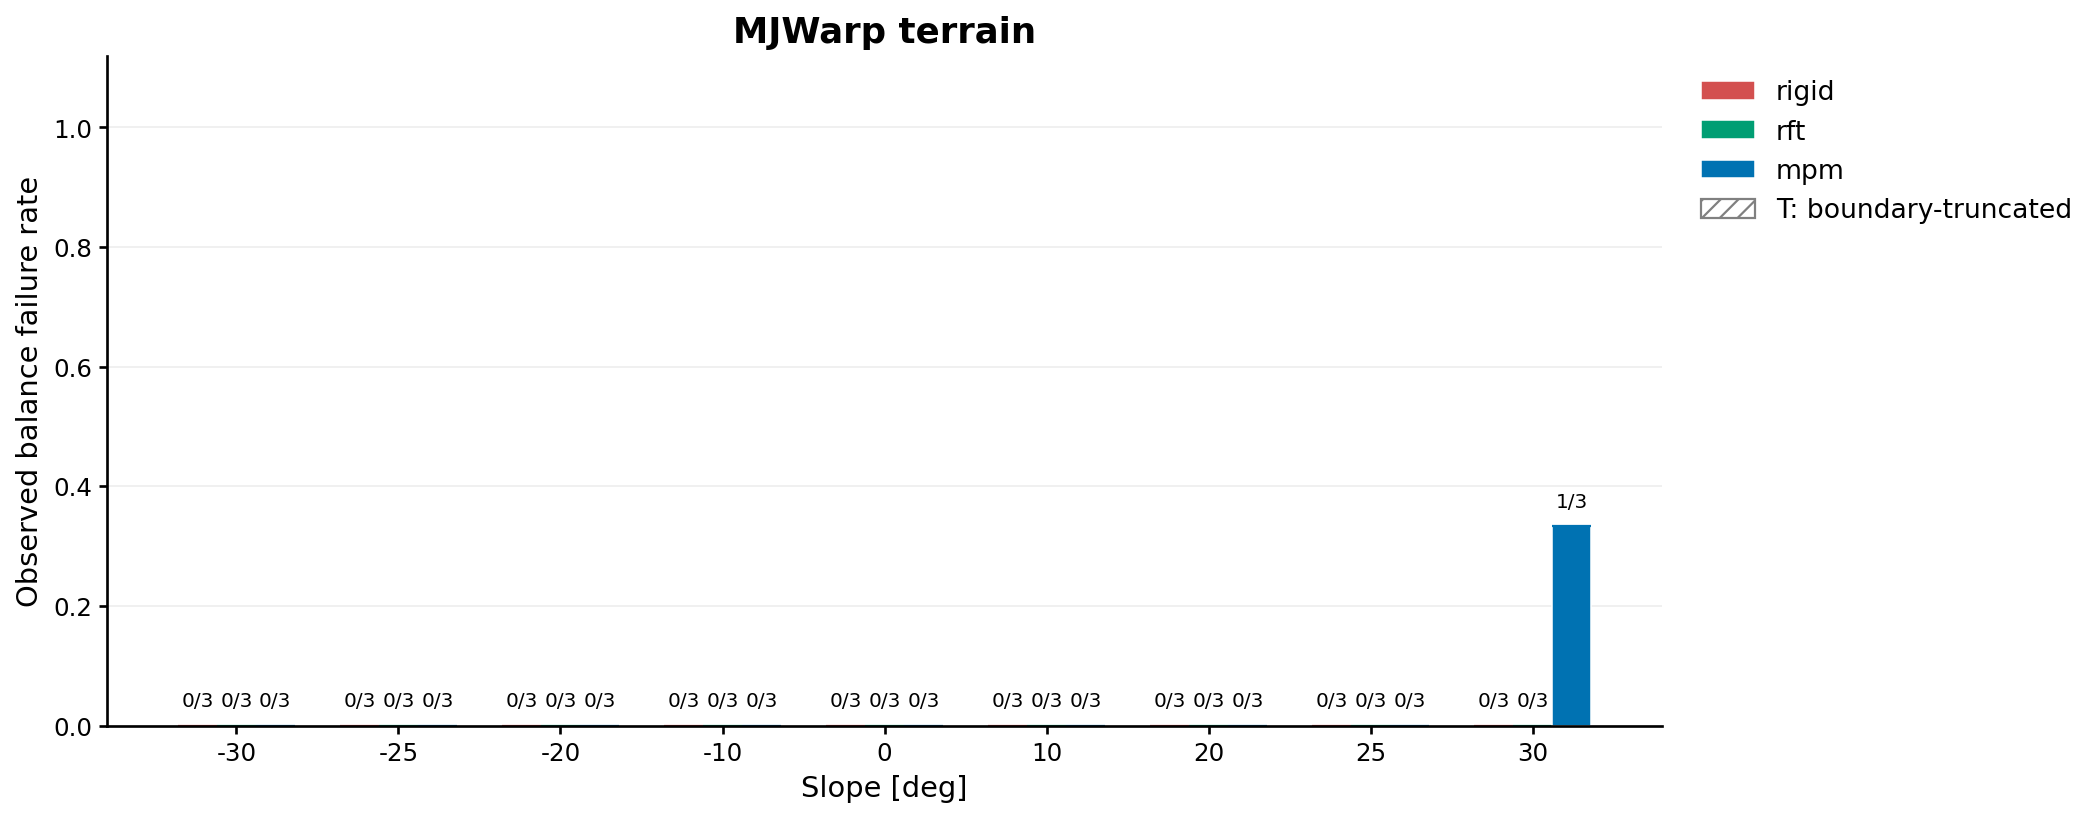 MJWarp terrain
Observed balance failure rate
1.0
0.8
0.6
0.4
0.2
0.0
1/3
0/3 0/3 0/3 0/3 0/3 0/3 0/3 0/3 0/3 0/3 0/3 0/3 0/3 0/3 0/3 0/3 0/3 0/3 0/3 0/3 0/3 0/3 0/3 0/3 0/3 0/3
-30 -25 -20 -10 0 10 20 25 30
Slope [deg]
rigid
rft
mpm
T: boundary-truncated